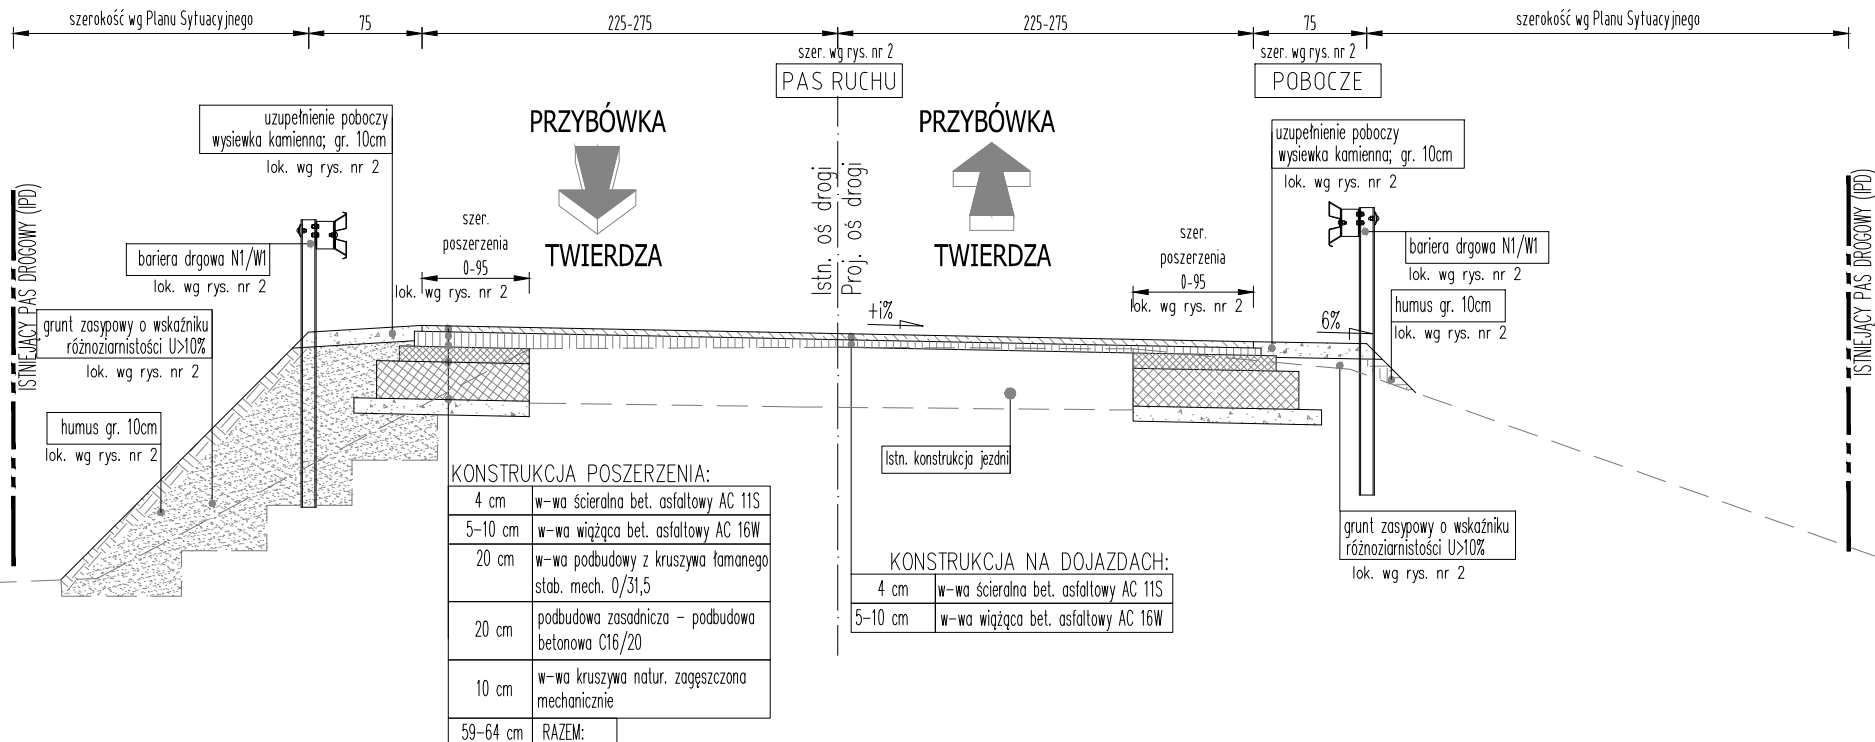 szerokość wg Planu Sytuacyjnego
75
225-275
225-275
75
szerokość wg Planu Sytuacyjnego
szer. wg rys. nr 2
PAS RUCHU
szer. wg rys. nr 2
POBOCZE
uzupełnienie poboczy
wysiewka kamienna; gr. 10cm
lok. wg rys. nr 2
PRZYBÓWKA
TWIERDZA
PRZYBÓWKA
TWIERDZA
Istn. oś drogi
Proj. oś drogi
uzupełnienie poboczy
wysiewka kamienna; gr. 10cm
lok. wg rys. nr 2
ISTNIEJĄCY PAS DROGOWY (IPD)
ISTNIEJĄCY PAS DROGOWY (IPD)
bariera drgowa N1/W1
lok. wg rys. nr 2
szer.
poszerzenia
0-95
lok. wg rys. nr 2
szer.
poszerzenia
0-95
lok. wg rys. nr 2
bariera drgowa N1/W1
lok. wg rys. nr 2
humus gr. 10cm
lok. wg rys. nr 2
+i%
6%
grunt zasypowy o wskaźniku
różnoziarnistości U>10%
lok. wg rys. nr 2
humus gr. 10cm
lok. wg rys. nr 2
Istn. konstrukcja jezdni
KONSTRUKCJA POSZERZENIA:
4 cm w-wa ścieralna bet. asfaltowy AC 11S
5-10 cm w-wa wiążąca bet. asfaltowy AC 16W
20 cm w-wa podbudowy z kruszywa łamanego
stab. mech. 0/31,5
20 cm podbudowa zasadnicza - podbudowa
betonowa C16/20
10 cm w-wa kruszywa natur. zagęszczona
mechanicznie
59-64 cm RAZEM:
KONSTRUKCJA NA DOJAZDACH:
4 cm w-wa ścieralna bet. asfaltowy AC 11S
5-10 cm w-wa wiążąca bet. asfaltowy AC 16W
grunt zasypowy o wskaźniku
różnoziarnistości U>10%
lok. wg rys. nr 2